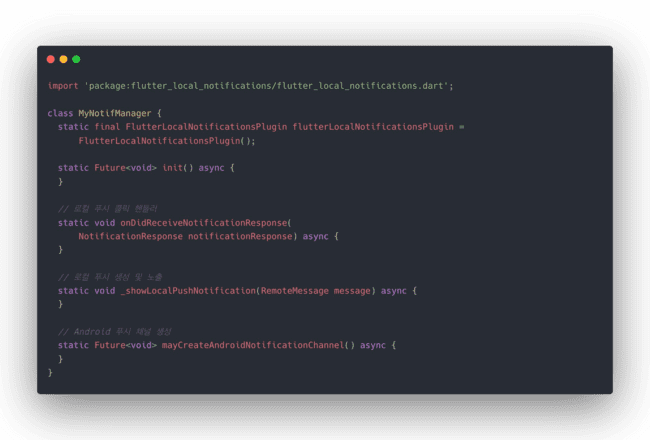 import 'package:flutter_local_notifications/flutter_local_notifications.dart';
class MyNotifManager {
static final FlutterLocalNotificationsPlugin flutterLocalNotificationsPlugin =
FlutterLocalNotificationsPlugin();
static Future<void> init() async {
}
// 로컬 푸시 클릭 핸들러
static void onDidReceiveNotificationResponse(
NotificationResponse notificationResponse) async {
}
// 로컬 푸시 생성 및 노출
static void _showLocalPushNotification(RemoteMessage message) async {
}
// Android 푸시 채널 생성
static Future<void> mayCreateAndroidNotificationChannel() async {
}
}